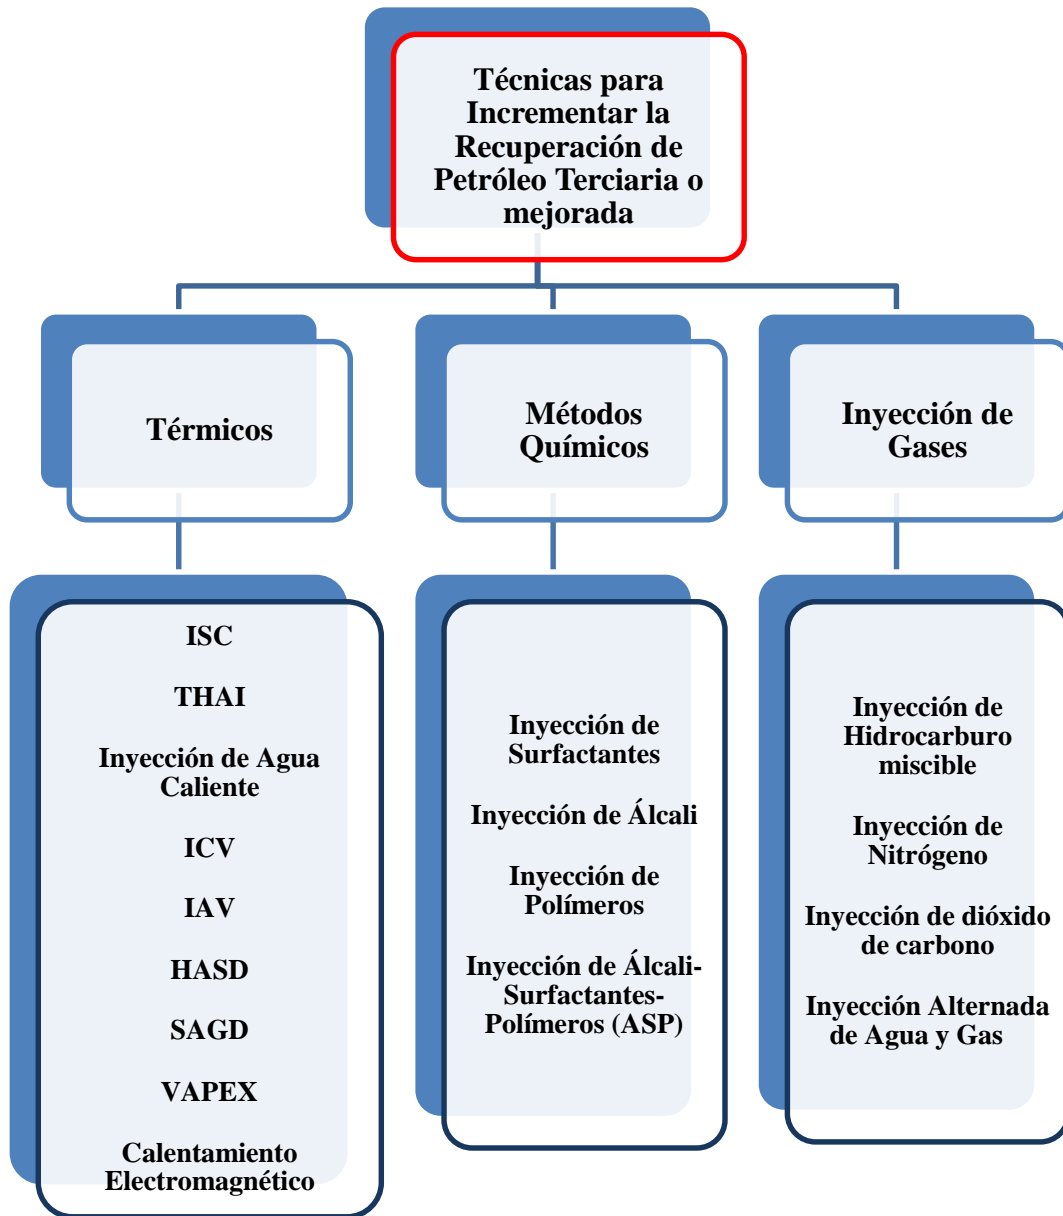 Técnicas para
Incrementar la
Recuperación de
Petróleo Terciaria o
mejorada
Térmicos
Métodos
Químicos
Inyección de
Gases
ISC
THAI
Inyección de Agua
Caliente
ICV
IAV
HASD
SAGD
VAPEX
Calentamiento
Electromagnético
Inyección de
Surfactantes
Inyección de Álcali
Inyección de
Polímeros
Inyección de Álcali-
Surfactantes-
Polímeros (ASP)
Inyección de
Hidrocarburo
miscible
Inyección de
Nitrógeno
Inyección de dióxido
de carbono
Inyección Alternada
de Agua y Gas